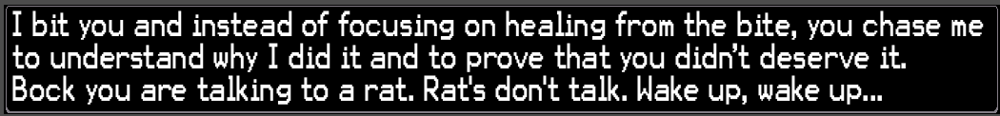 I bit you and instead of focusing on healing from the bite, you chase me
to understand why I did it and to prove that you didn't deserve it.
Bock you are talking to a rat. Rat's don't talk. Wake up, wake up...